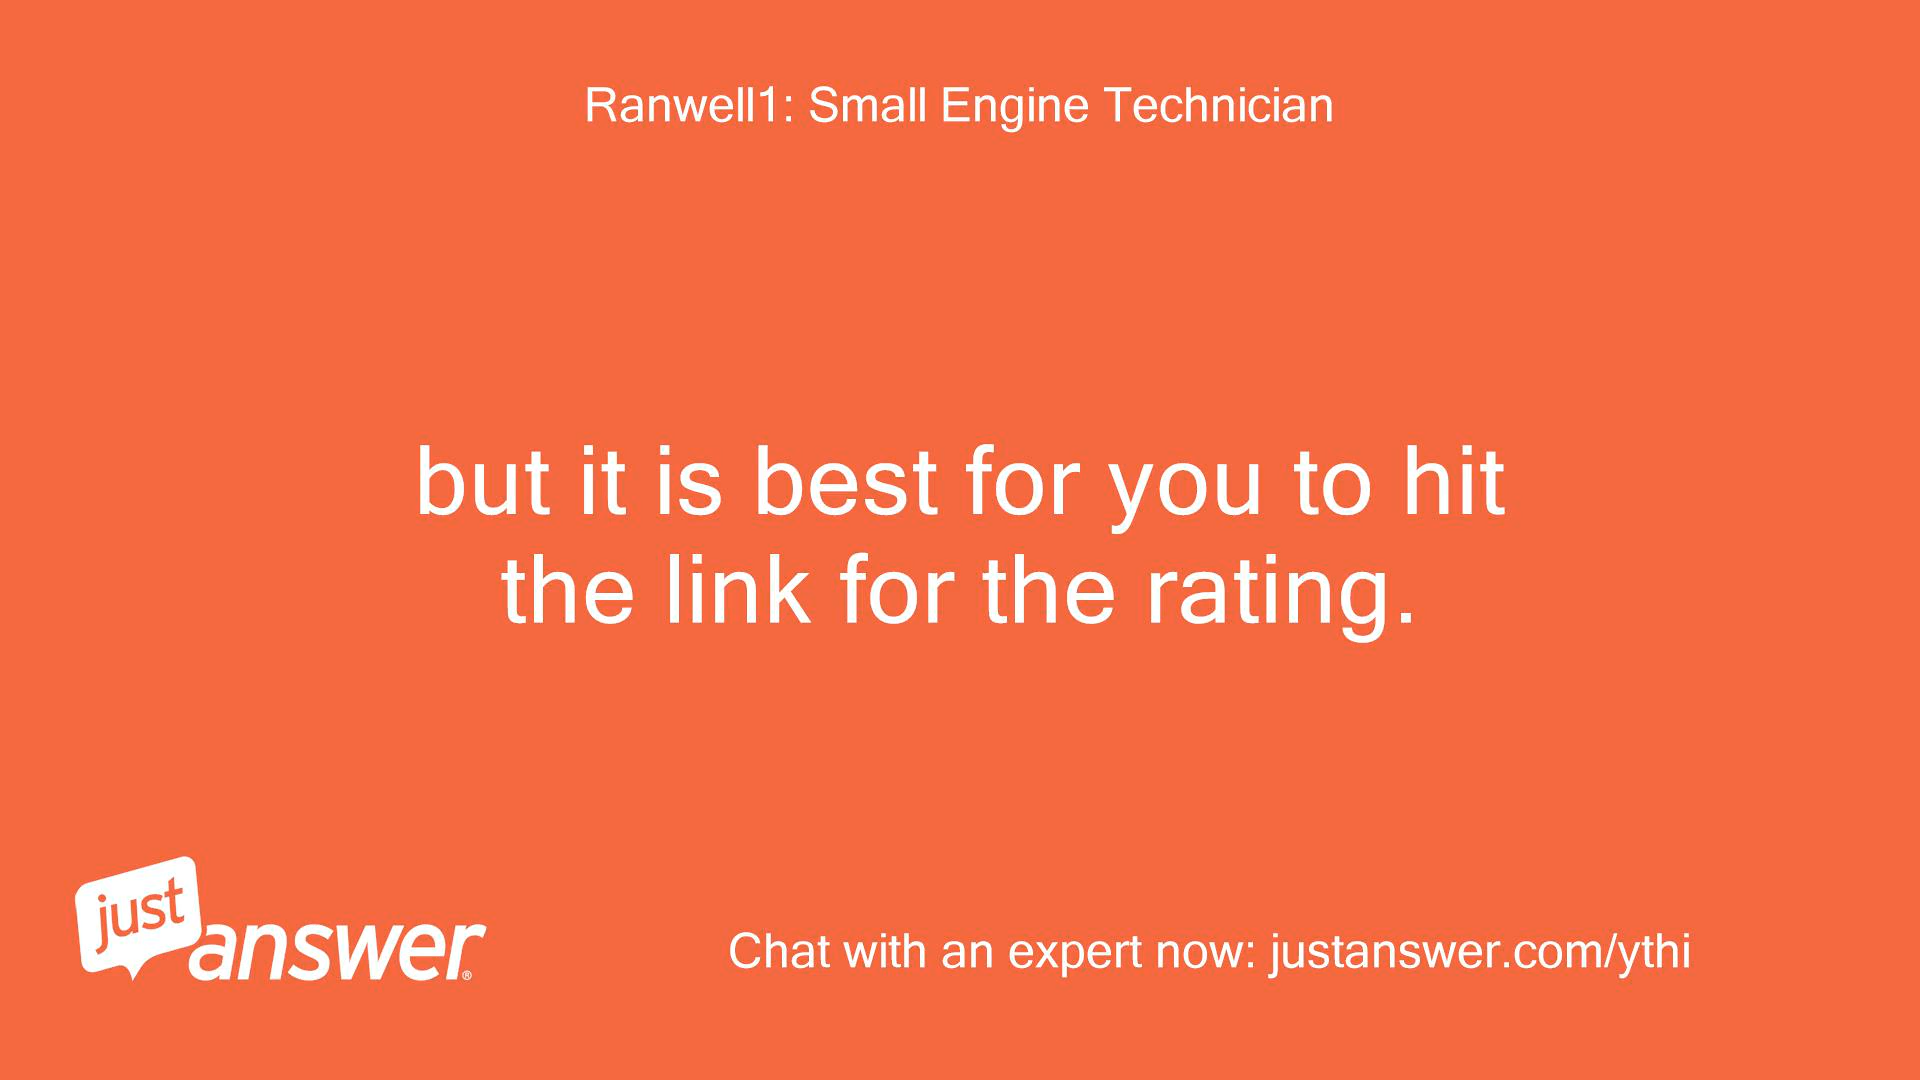 Ranwell1: Small Engine Technician
but it is best for you to hit
the link for the rating.
just
answer®
Chat with an expert now: justanswer.com/ythi